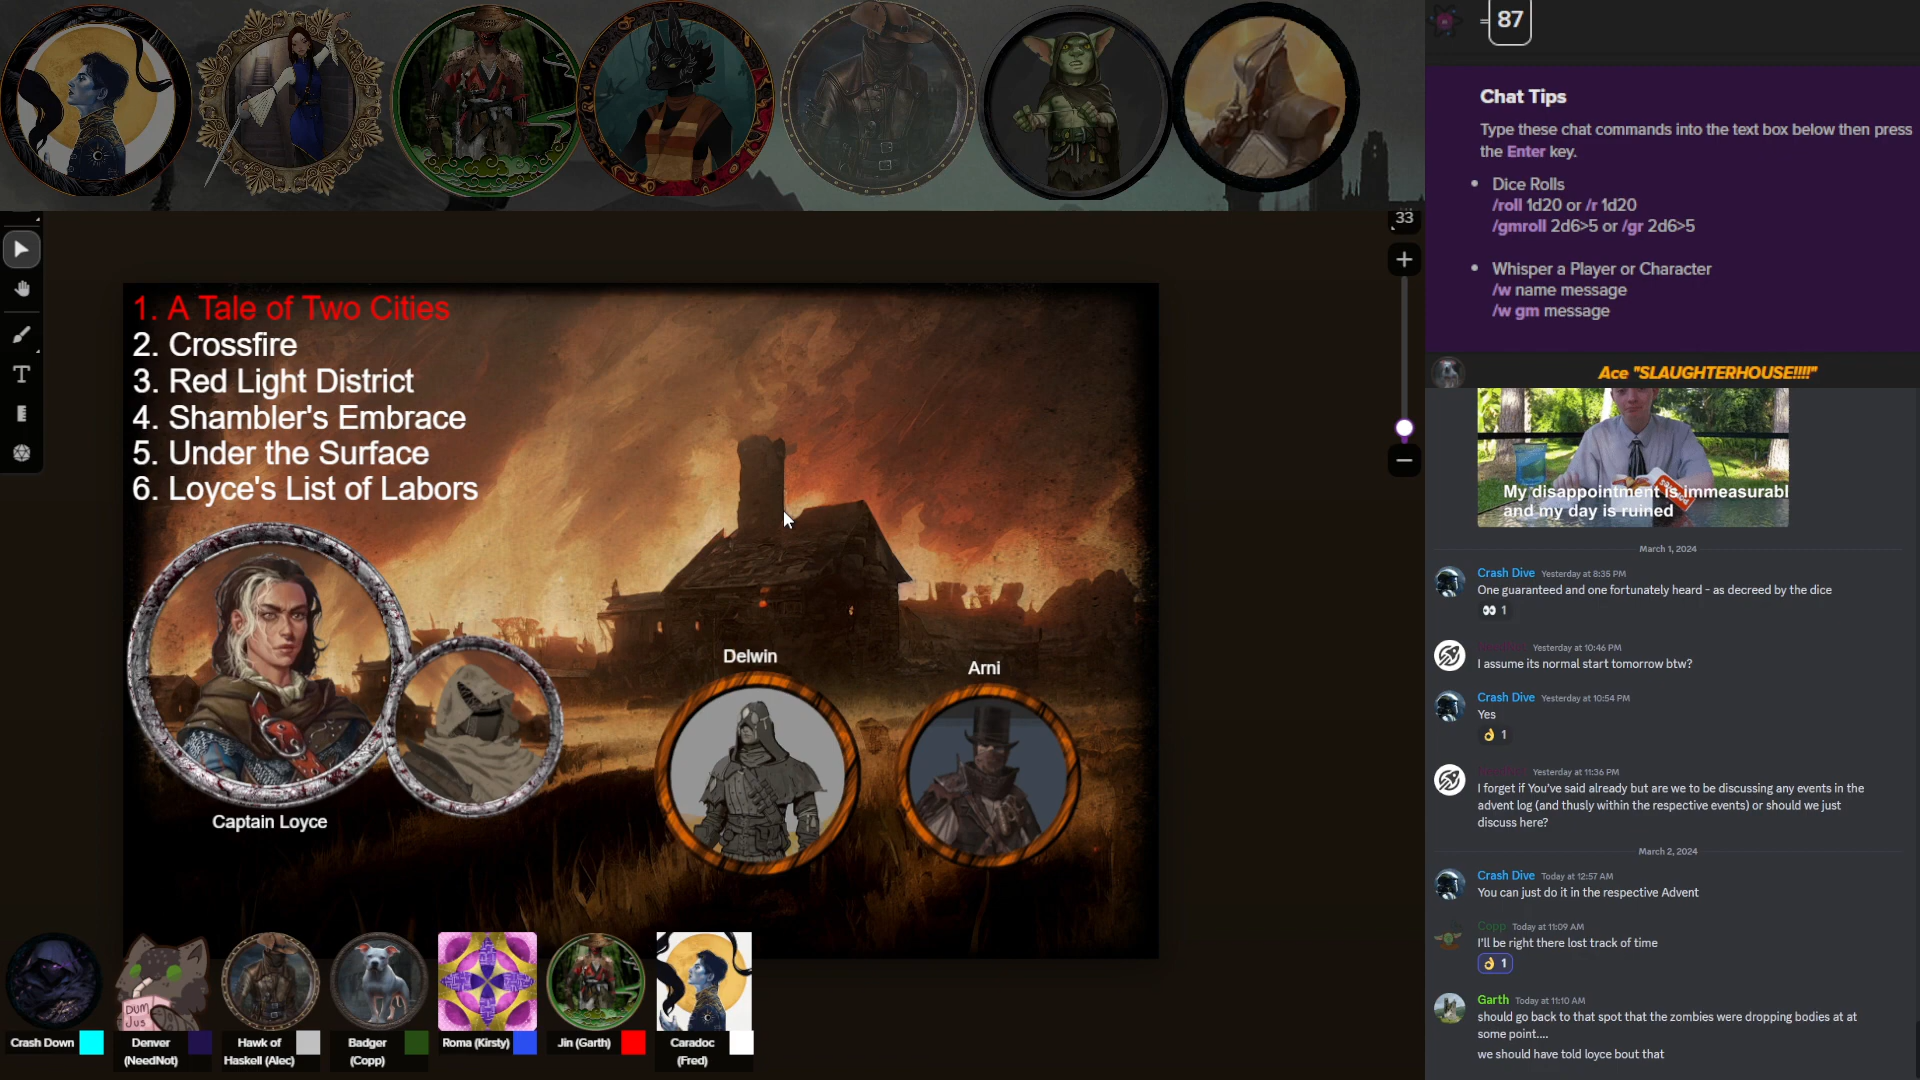 = 87
Chat Tips
Type these chat commands into the text box below then press
the Enter key.
Dice Rolls
/roll 1d20 or /r 1d20
/gmroll 2d6>5 or /gr 2d6>5
Whisper a Player or Character
/w name message
/w gm message
33
1. A Tale of Two Cities
2. Crossfire
3. Red Light District
4. Shambler's Embrace
5. Under the Surface
6. Loyce's List of Labors
Captain Loyce
Delwin
Arni
Ace "SLAUGHTERHOUSE!!!!"
My disappointment is immeasurabl
and my day is ruined
March 1, 2024
Crash Dive Yesterday at 8:35 PM
One guaranteed and one fortunately heard - as decreed by the dice
1
Yesterday at 10:46 PM
I assume its normal start tomorrow btw?
Crash Dive Yesterday at 10:54 PM
Yes
1
Yesterday at 11:36 PM
I forget if You've said already but are we to be discussing any events in the
advent log (and thusly within the respective events) or should we just
discuss here?
March 2, 2024
Crash Dive Today at 12:57 AM
You can just do it in the respective Advent
Copp Today at 11:09 AM
I'll be right there lost track of time
1
Garth Today at 11:10 AM
should go back to that spot that the zombies were dropping bodies at at
some point....
we should have told loyce bout that
DUM
JUS
Crash Down
Denver
(NeedNot)
Hawk of
Haskell (Alec)
Badger
(Copp)
Roma (Kirsty)
Jin (Garth)
Caradoc
(Fred)